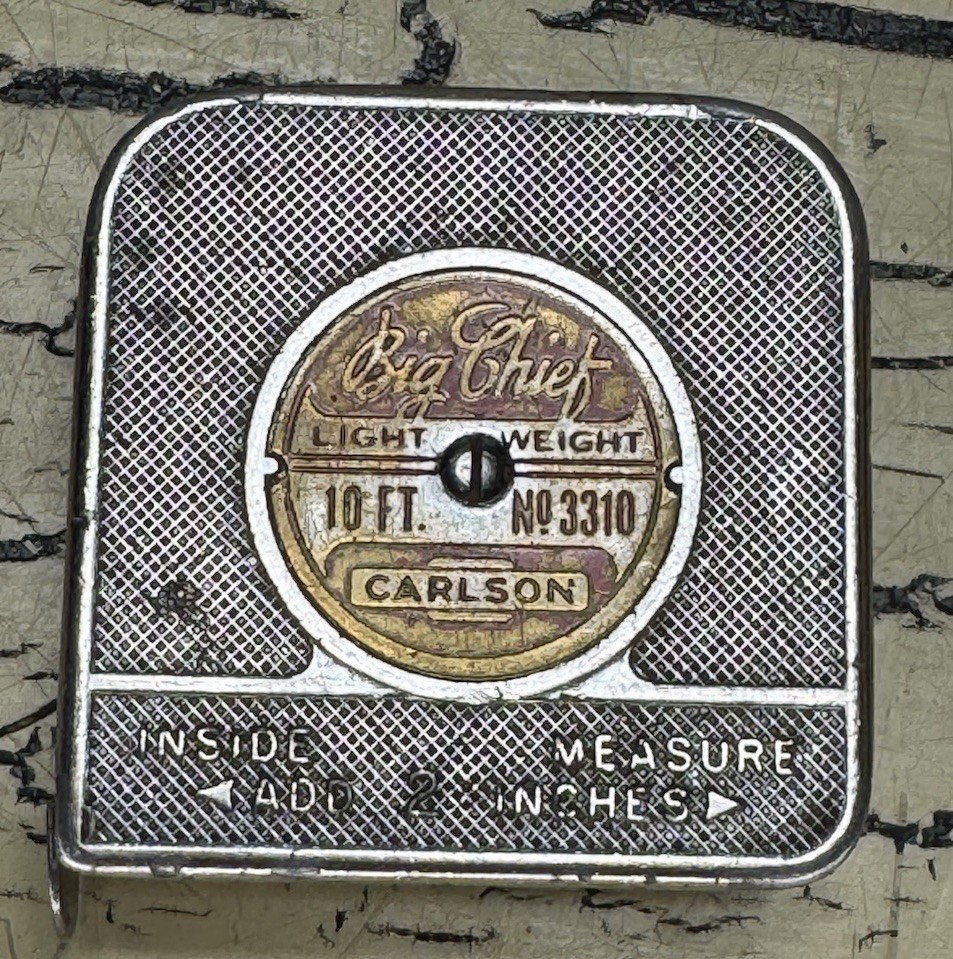 Big Chief
LIGHT WEIGHT
10 FT. No 3310
CARLSON
INSIDE MEASURE
◀ ADD 2 INCHES ▶